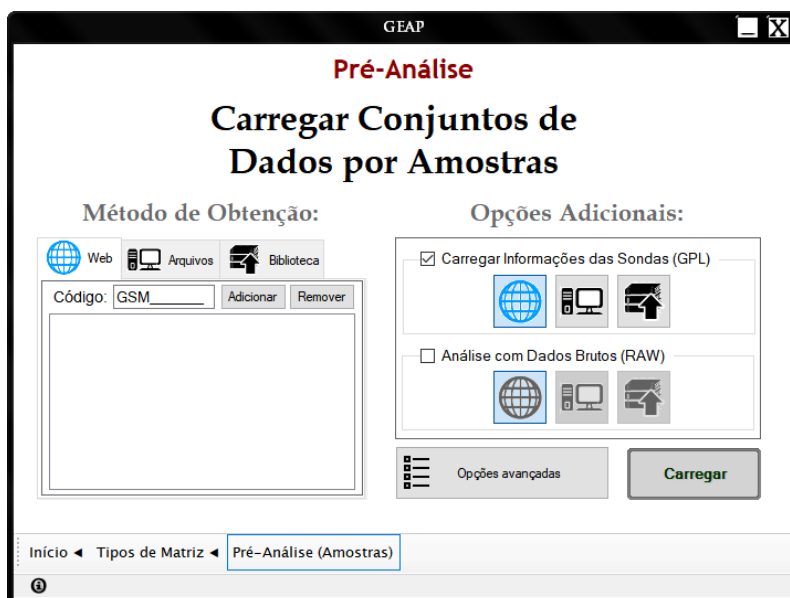 GEAP
Pré-Análise
Carregar Conjuntos de
Dados por Amostras
Método de Obtenção:
Web
Arquivos
Biblioteca
Código: GSM______
Adicionar
Remover
Opções Adicionais:
Carregar Informações das Sondas (GPL)
Análise com Dados Brutos (RAW)
Opções avançadas
Carregar
Início ◄ Tipos de Matriz ◄ Pré-Análise (Amostras)